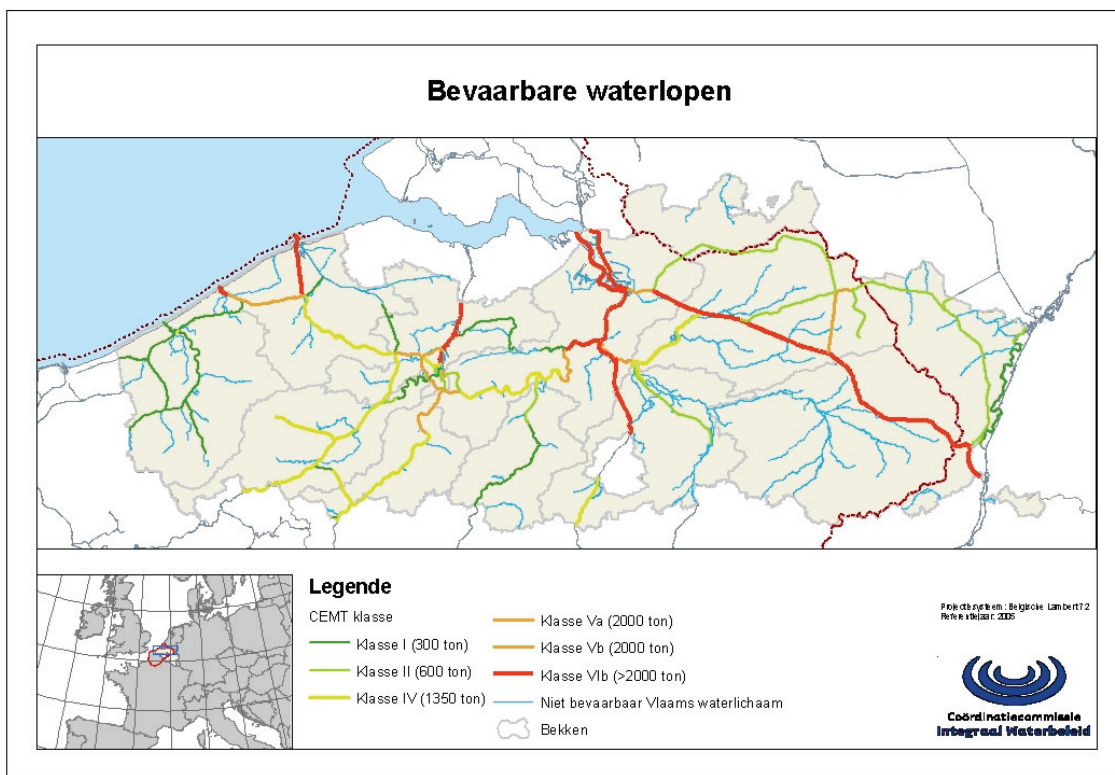 Bevaarbare waterlopen
Legende
CEMT klasse
Klasse I (300 ton)
Klasse II (600 ton)
Klasse IV (1350 ton)
Klasse Va (2000 ton)
Klasse Vb (2000 ton)
Klasse VIb (>2000 ton)
Niet bevaarbaar Vlaams waterlichaam
Bekken
Projectiesysteem: Belgische Lambert72
Referentiejaar: 2005
Coördinatiecommissie
Integraal Waterbeleid